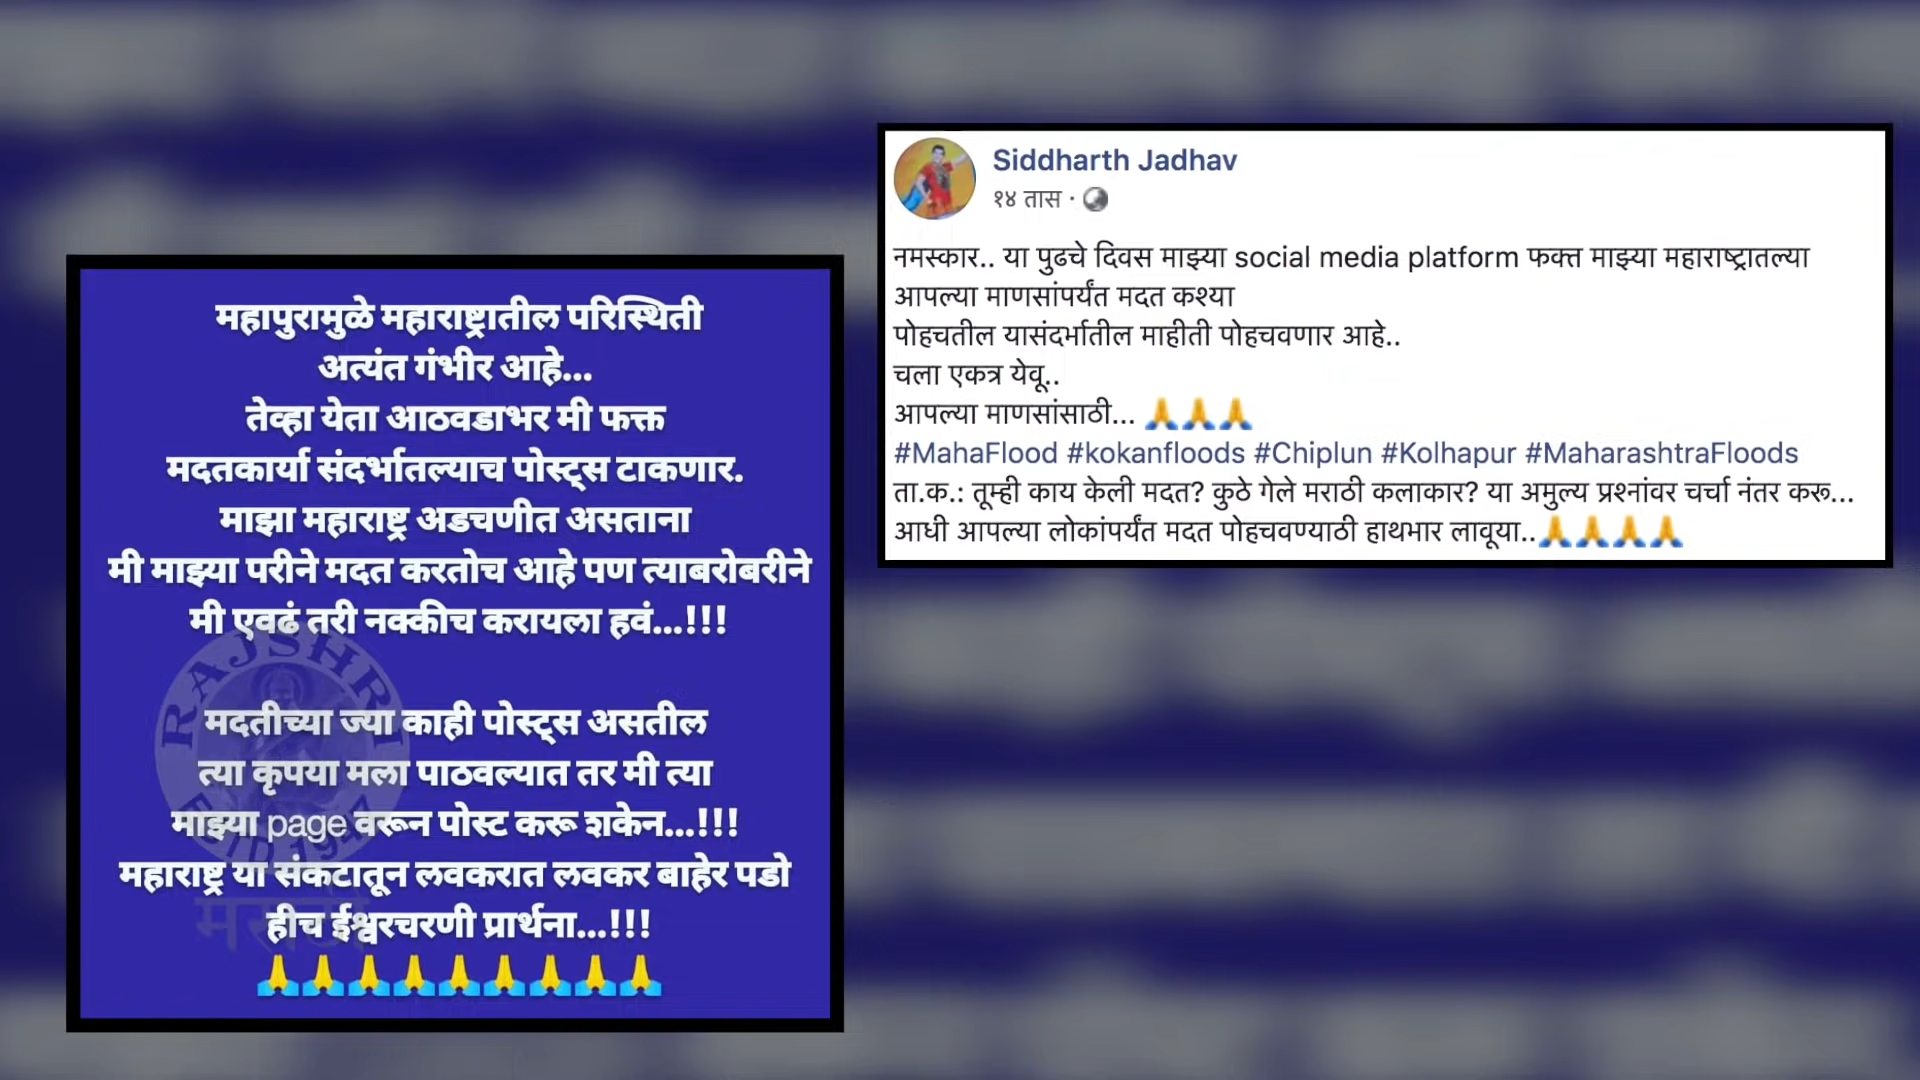 महापुरामुळे महाराष्ट्रातील परिस्थिती
अत्यंत गंभीर आहे...
तेव्हा येता आठवडाभर मी फक्त
मदतकार्या संदर्भातल्याच पोस्ट्स टाकणार.
माझा महाराष्ट्र अडचणीत असताना
मी माझ्या परीने मदत करतोच आहे पण त्याबरोबरीने
मी एवढं तरी नक्कीच करायला हवं...!!!
मदतीच्या ज्या काही पोस्ट्स असतील
त्या कृपया मला पाठवल्यात तर मी त्या
माझ्या page वरून पोस्ट करू शकेन...!!!
महाराष्ट्र या संकटातून लवकरात लवकर बाहेर पडो
हीच ईश्वरचरणी प्रार्थना...!!!
🙏🙏🙏🙏🙏🙏🙏🙏🙏
RAJSHRI
ESTD 1947
मराठी
Siddharth Jadhav
१४ तास ·
नमस्कार.. या पुढचे दिवस माझ्या social media platform फक्त माझ्या महाराष्ट्रातल्या
आपल्या माणसांपर्यंत मदत कश्या
पोहचतील यासंदर्भातील माहीती पोहचवणार आहे..
चला एकत्र येवू..
आपल्या माणसांसाठी... 🙏🙏🙏
#MahaFlood #kokanfloods #Chiplun #Kolhapur #MaharashtraFloods
ता.क.: तूम्ही काय केली मदत? कुठे गेले मराठी कलाकार? या अमुल्य प्रश्नांवर चर्चा नंतर करू...
आधी आपल्या लोकांपर्यंत मदत पोहचवण्याठी हाथभार लावूया..🙏🙏🙏🙏